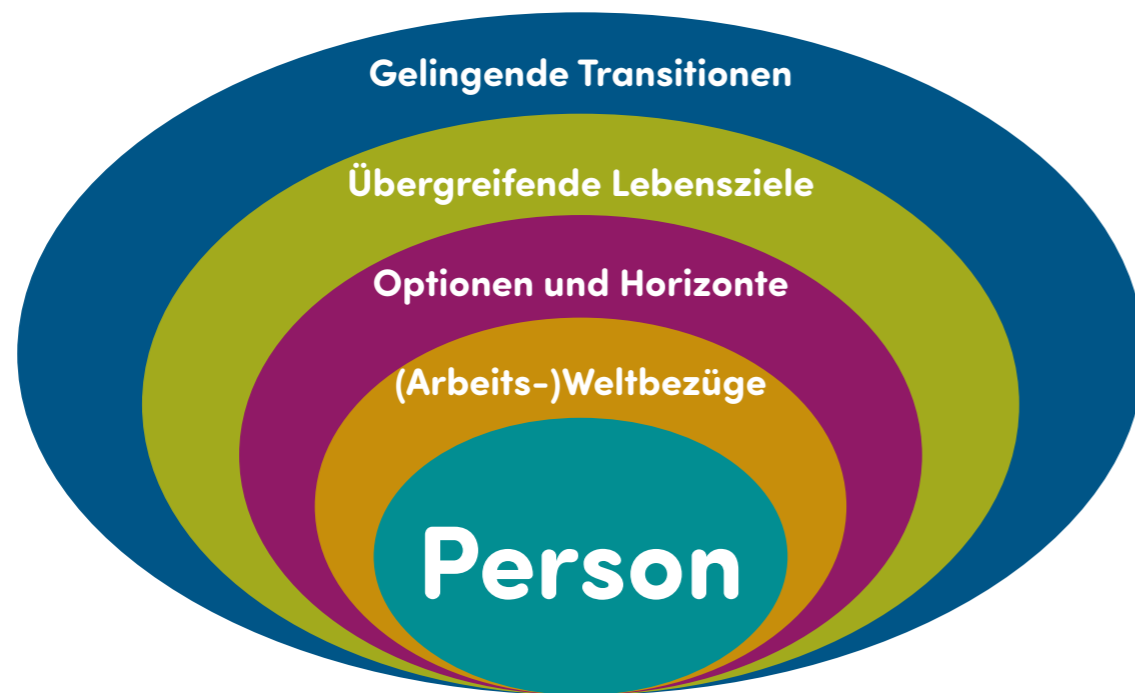 Gelingende Transitionen
Übergreifende Lebensziele
Optionen und Horizonte
(Arbeits-)Weltbezüge
Person